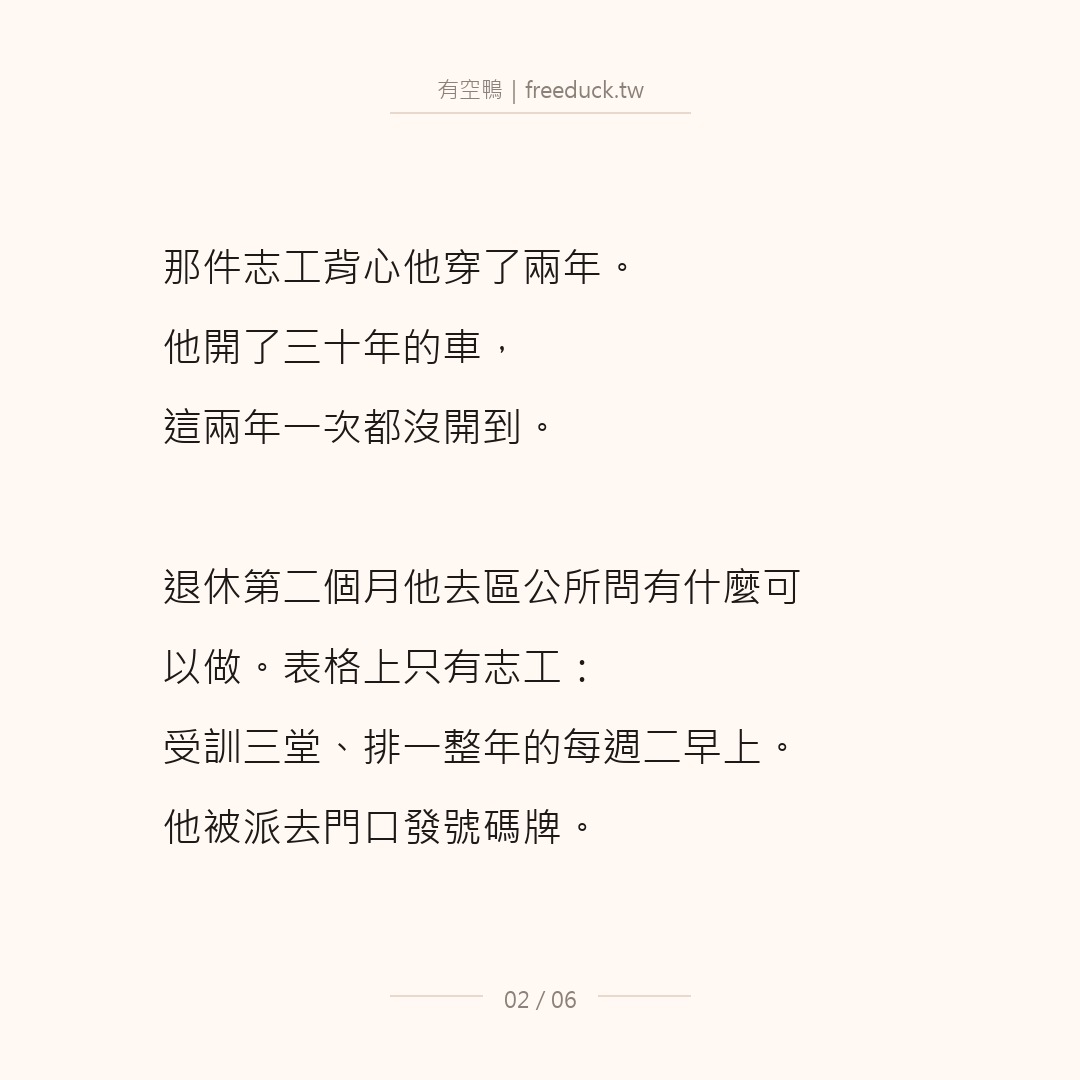 有空鴨｜freeduck.tw
那件志工背心他穿了兩年。
他開了三十年的車，
這兩年一次都沒開到。
退休第二個月他去區公所問有什麼可
以做。表格上只有志工：
受訓三堂、排一整年的每週二早上。
他被派去門口發號碼牌。
02 / 06